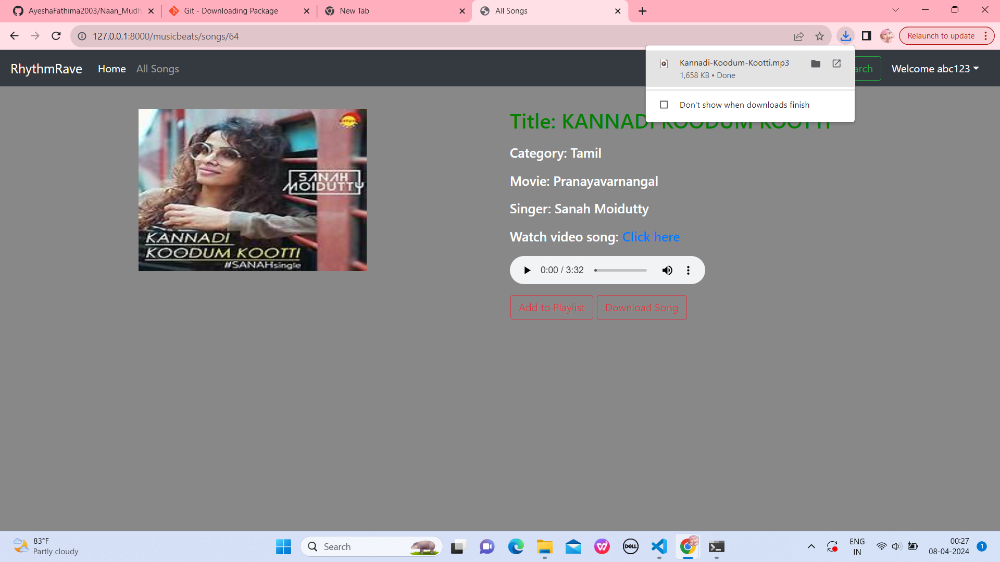 AyeshaFathima2003/Naan_Mudh
Git - Downloading Package
New Tab
All Songs
127.0.0.1:8000/musicbeats/songs/64
Relaunch to update
RhythmRave
Home
All Songs
arch
Welcome abc123
Kannadi-Koodum-Kootti.mp3
1,658 KB • Done
Don't show when downloads finish
Title: KANNADI KOODUM KOOTTI
Category: Tamil
Movie: Pranayavarnangal
Singer: Sanah Moidutty
Watch video song: Click here
0:00 / 3:32
Add to Playlist
Download Song
SANAH
MOIDUTTY
KANNADI
KOODUM KOOTTI
#SANAHsingle
83°F
Partly cloudy
Search
DELL
ENG
IN
00:27
08-04-2024
1